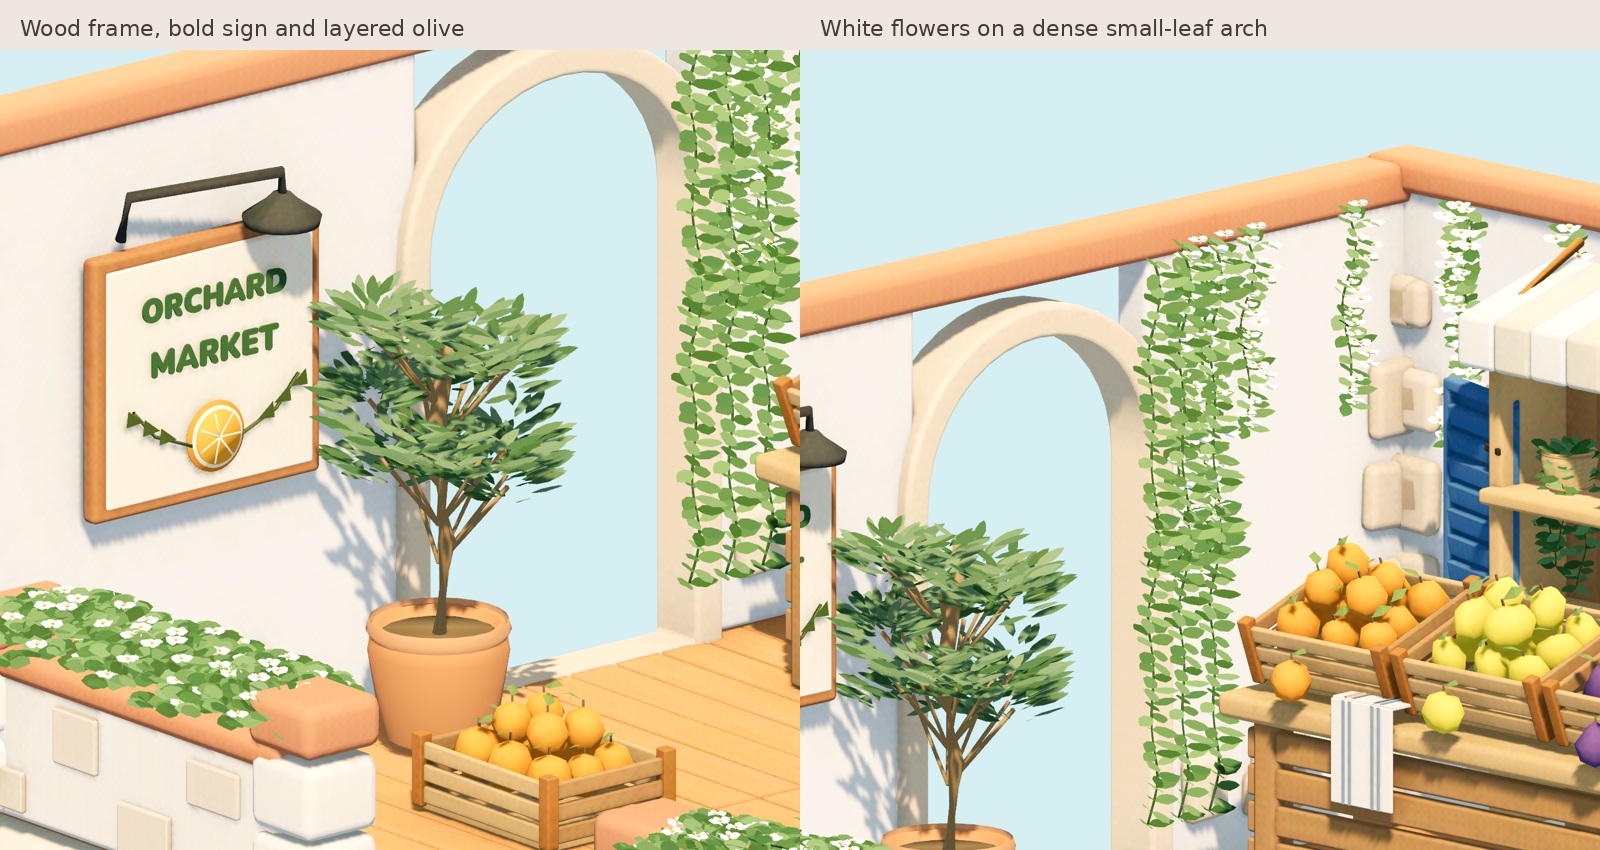 Wood frame, bold sign and layered olive
White flowers on a dense small-leaf arch
ORCHARD
MARKET